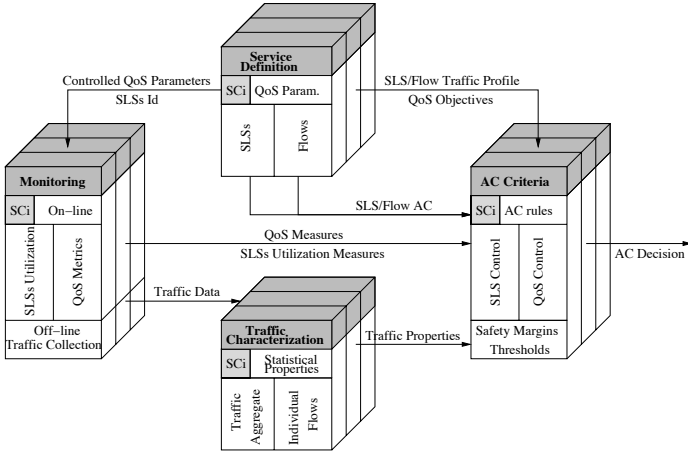 Service
Definition
SCi
QoS Param.
SLSs
Flows
Controlled QoS Parameters
SLSs Id
SLS/Flow Traffic Profile
QoS Objectives
Monitoring
SCi
On-line
SLSs Utilization
QoS Metrics
Off-line
Traffic Collection
AC Criteria
SCi
AC rules
SLS Control
QoS Control
Safety Margins
Thresholds
SLS/Flow AC
QoS Measures
SLSs Utilization Measures
AC Decision
Traffic Data
Traffic
Characterization
SCi
Statistical
Properties
Traffic
Aggregate
Individual
Flows
Traffic Properties